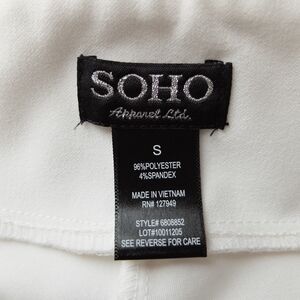 SOHO
Apparel Ltd.
S
96%POLYESTER
4%SPANDEX
MADE IN VIETNAM
RN# 127949
STYLE# 6808852
LOT#10011205
SEE REVERSE FOR CARE